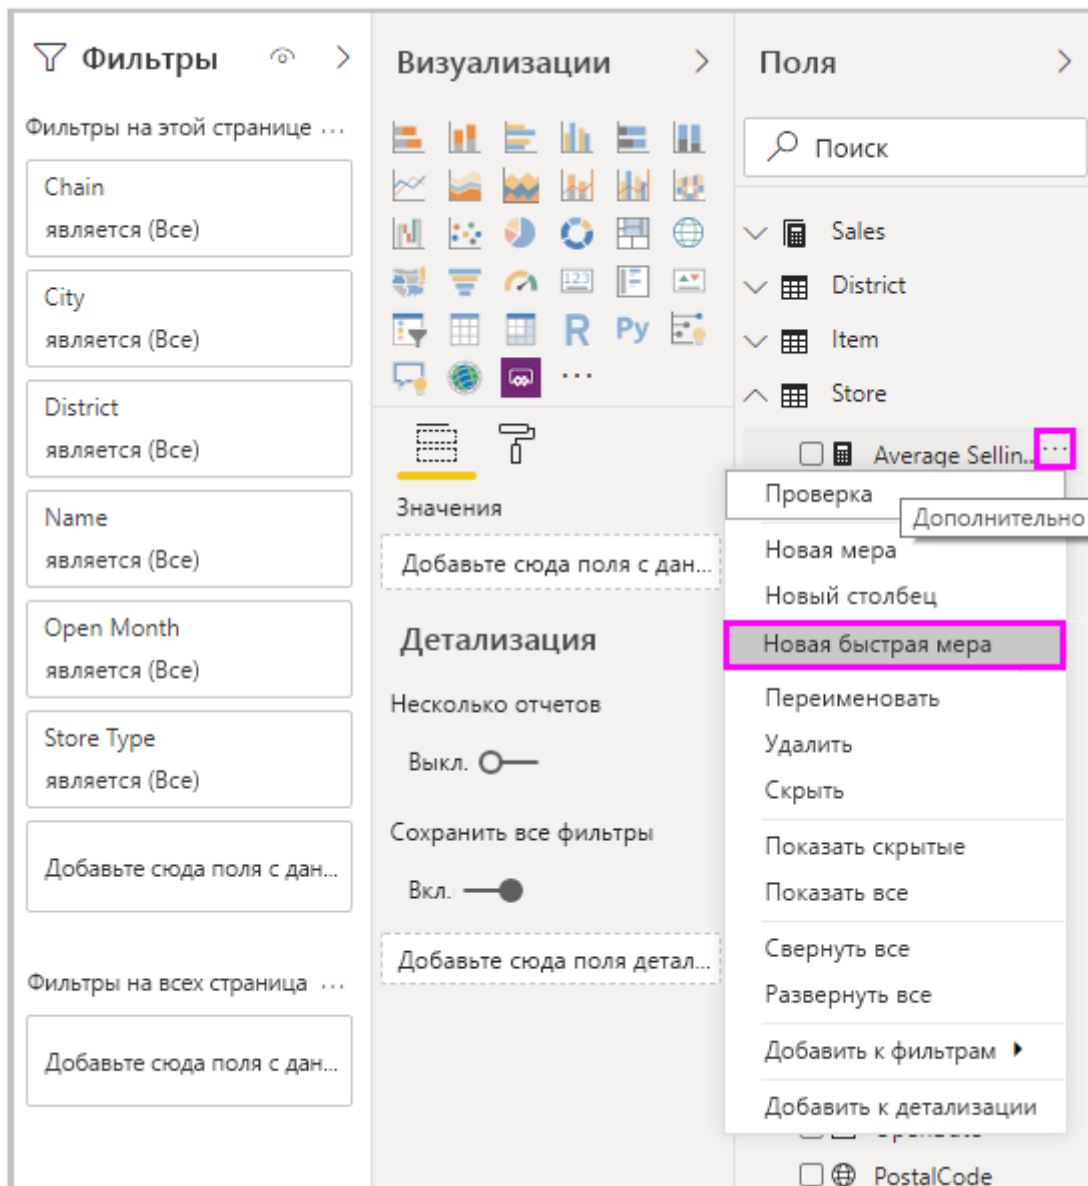 Фильтры
Фильтры на этой странице ...
Chain
является (Все)
City
является (Все)
District
является (Все)
Name
является (Все)
Open Month
является (Все)
Store Type
является (Все)
Добавьте сюда поля с дан...
Фильтры на всех страница ...
Добавьте сюда поля с дан...
Визуализации
123
R
Py
...
Значения
Добавьте сюда поля с дан...
Детализация
Несколько отчетов
Выкл.
Сохранить все фильтры
Вкл.
Добавьте сюда поля детал...
Поля
Поиск
Sales
District
Item
Store
Average Sellin... ...
Проверка
Дополнительно
Новая мера
Новый столбец
Новая быстрая мера
Переименовать
Удалить
Скрыть
Показать скрытые
Показать все
Свернуть все
Развернуть все
Добавить к фильтрам
Добавить к детализации
PostalCode